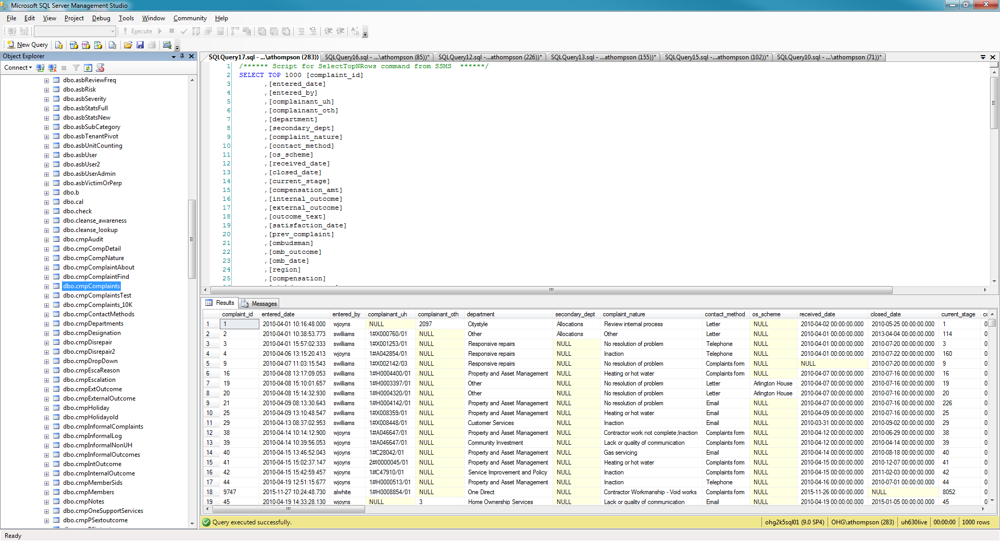 Microsoft SQL Server Management Studio
File Edit View Project Debug Tools Window Community Help
Execute
New Query
Object Explorer
Connect
dbo.asbReviewFreq
dbo.asbRisk
dbo.asbSeverity
dbo.asbStatsFull
dbo.asbStatsNew
dbo.asbSubCategory
dbo.asbTenantPivot
dbo.asbUnitCounting
dbo.asbUser
dbo.asbUser2
dbo.asbUserAdmin
dbo.asbVictimOrPerp
dbo.b
dbo.cal
dbo.check
dbo.cleanse_awareness
dbo.cleanse_lookup
dbo.cmpAudit
dbo.cmpCompDetail
dbo.cmpCompNature
dbo.cmpComplaintAbout
dbo.cmpComplaintFind
dbo.cmpComplaints
dbo.cmpComplaintsTest
dbo.cmpComplaints_10K
dbo.cmpContactMethods
dbo.cmpDepartments
dbo.cmpDesignation
dbo.cmpDisrepair
dbo.cmpDisrepair2
dbo.cmpDropDown
dbo.cmpEscaReason
dbo.cmpEscalation
dbo.cmpExtOutcome
dbo.cmpExternalOutcome
dbo.cmpHoliday
dbo.cmpHolidayold
dbo.cmpInformalComplaints
dbo.cmpInformalLog
dbo.cmpInformalNonUH
dbo.cmpInformalOutcomes
dbo.cmpIntOutcome
dbo.cmpInternalOutcome
dbo.cmpMemberSids
dbo.cmpMembers
dbo.cmpNotes
dbo.cmpOneSupportServices
dbo.cmpPSextoutcome
SQLQuery17.sql - ...\athompson (283)) SQLQuery16.sql - ...\athompson (85))* SQLQuery12.sql -...athompson (226))* SQLQuery13.sql -...athompson (155))* SQLQuery15.sql -...athompson (102))* SQLQuery10.sql - ...\athompson (71))*
1 /****** Script for SelectTopNRows command from SSMS ******/
2 SELECT TOP 1000 [complaint_id]
3 ,[entered_date]
4 ,[entered_by]
5 ,[complainant_uh]
6 ,[complainant_oth]
7 ,[department]
8 ,[secondary_dept]
9 ,[complaint_nature]
10 ,[contact_method]
11 ,[os_scheme]
12 ,[received_date]
13 ,[closed_date]
14 ,[current_stage]
15 ,[compensation_amt]
16 ,[internal_outcome]
17 ,[external_outcome]
18 ,[outcome_text]
19 ,[satisfaction_date]
20 ,[prev_complaint]
21 ,[ombudsman]
22 ,[omb_outcome]
23 ,[omb_date]
24 ,[region]
25 ,[compensation]
Results Messages
complaint_id entered_date entered_by complainant_uh complainant_oth department secondary_dept complaint_nature contact_method os_scheme received_date closed_date current_stage cc
1 1 2010-04-01 10:16:48.000 wjoyns NULL 2097 Citystyle Allocations Review internal process Letter NULL 2010-04-02 00:00:00.000 2010-05-25 00:00:00.000 1 0
2 2 2010-04-01 10:38:53.773 swilliams 1#X000760/01 NULL Other Allocations Other Letter NULL 2010-04-01 00:00:00.000 2013-04-04 00:00:00.000 114 0
3 3 2010-04-01 15:57:02.333 swilliams 1#X001253/01 NULL Responsive repairs NULL No resolution of problem Telephone NULL 2010-04-01 00:00:00.000 2010-07-20 00:00:00.000 3 0
4 4 2010-04-06 13:15:20.413 wjoyns 1#A042854/01 NULL Responsive repairs NULL Inaction Telephone NULL 2010-04-01 00:00:00.000 2010-07-22 00:00:00.000 160 0
5 9 2010-04-07 11:03:15.543 swilliams 1#X002142/03 NULL Responsive repairs NULL No resolution of problem Complaints form NULL NULL 2010-07-20 00:00:00.000 9 0
6 16 2010-04-08 13:17:09.053 swilliams 1#H0004400/01 NULL Property and Asset Management NULL Heating or hot water Complaints form NULL 2010-04-07 00:00:00.000 2010-07-16 00:00:00.000 16 0
7 19 2010-04-08 15:10:01.657 swilliams 1#H0003397/01 NULL Other NULL No resolution of problem Letter Arlington House 2010-04-07 00:00:00.000 2010-07-16 00:00:00.000 19 0
8 20 2010-04-08 15:14:32.930 swilliams 1#H0004320/01 NULL Other NULL No resolution of problem Letter Arlington House 2010-04-07 00:00:00.000 2010-07-16 00:00:00.000 20 0
9 21 2010-04-09 08:13:30.643 swilliams 1#H0004142/01 NULL Property and Asset Management NULL No resolution of problem Email NULL 2010-04-07 00:00:00.000 2010-07-16 00:00:00.000 226 0
10 25 2010-04-09 13:10:48.547 swilliams 1#X008359/01 NULL Property and Asset Management NULL Heating or hot water Email NULL 2010-04-09 00:00:00.000 2010-07-16 00:00:00.000 25 0
11 29 2010-04-13 08:37:02.953 swilliams 1#X008448/01 NULL Customer Services NULL Inaction Email NULL 2010-03-31 00:00:00.000 2010-09-02 00:00:00.000 29 0
12 38 2010-04-14 10:14:12.900 wjoyns 1#A046647/01 NULL Property and Asset Management NULL Contractor work not complete;Inaction Complaints form NULL 2010-04-12 00:00:00.000 2010-06-29 00:00:00.000 38 0
13 39 2010-04-14 10:39:56.053 wjoyns 1#A046647/01 NULL Community Investment NULL Lack or quality of communication Complaints form NULL 2010-04-12 00:00:00.000 2010-04-14 00:00:00.000 39 0
14 40 2010-04-15 13:46:52.043 wjoyns 1#C28042/01 NULL Property and Asset Management NULL Gas servicing Email NULL 2010-04-14 00:00:00.000 2010-08-18 00:00:00.000 40 0
15 41 2010-04-15 15:02:37.147 wjoyns 2#I0000045/01 NULL Property and Asset Management NULL Heating or hot water Complaints form NULL 2010-04-15 00:00:00.000 2010-12-07 00:00:00.000 41 0
16 42 2010-04-15 15:42:59.457 wjoyns 1#C47910/01 NULL Service Improvement and Policy NULL Inaction Complaints form NULL 2010-04-15 00:00:00.000 2011-02-03 00:00:00.000 42 0
17 44 2010-04-19 12:51:15.677 wjoyns 1#H0000513/01 NULL Property and Asset Management NULL Inaction Telephone NULL 2010-04-16 00:00:00.000 2010-07-01 00:00:00.000 44 0
18 9747 2015-11-27 10:24:48.730 alwhite 1#H0008854/01 NULL One Direct NULL Contractor Workmanship - Void works Complaints form NULL 2015-11-26 00:00:00.000 NULL 8052 0
19 45 2010-04-19 14:33:28.130 wjoyns NULL 3 Home Ownership Services NULL Lack or quality of communication Email NULL 2010-04-19 00:00:00.000 2015-01-05 00:00:00.000 45 0
Query executed successfully. ohg2k5sql01 (9.0 SP4) OHG\athompson (283) uh630live 00:00:00 1000 rows
Ready